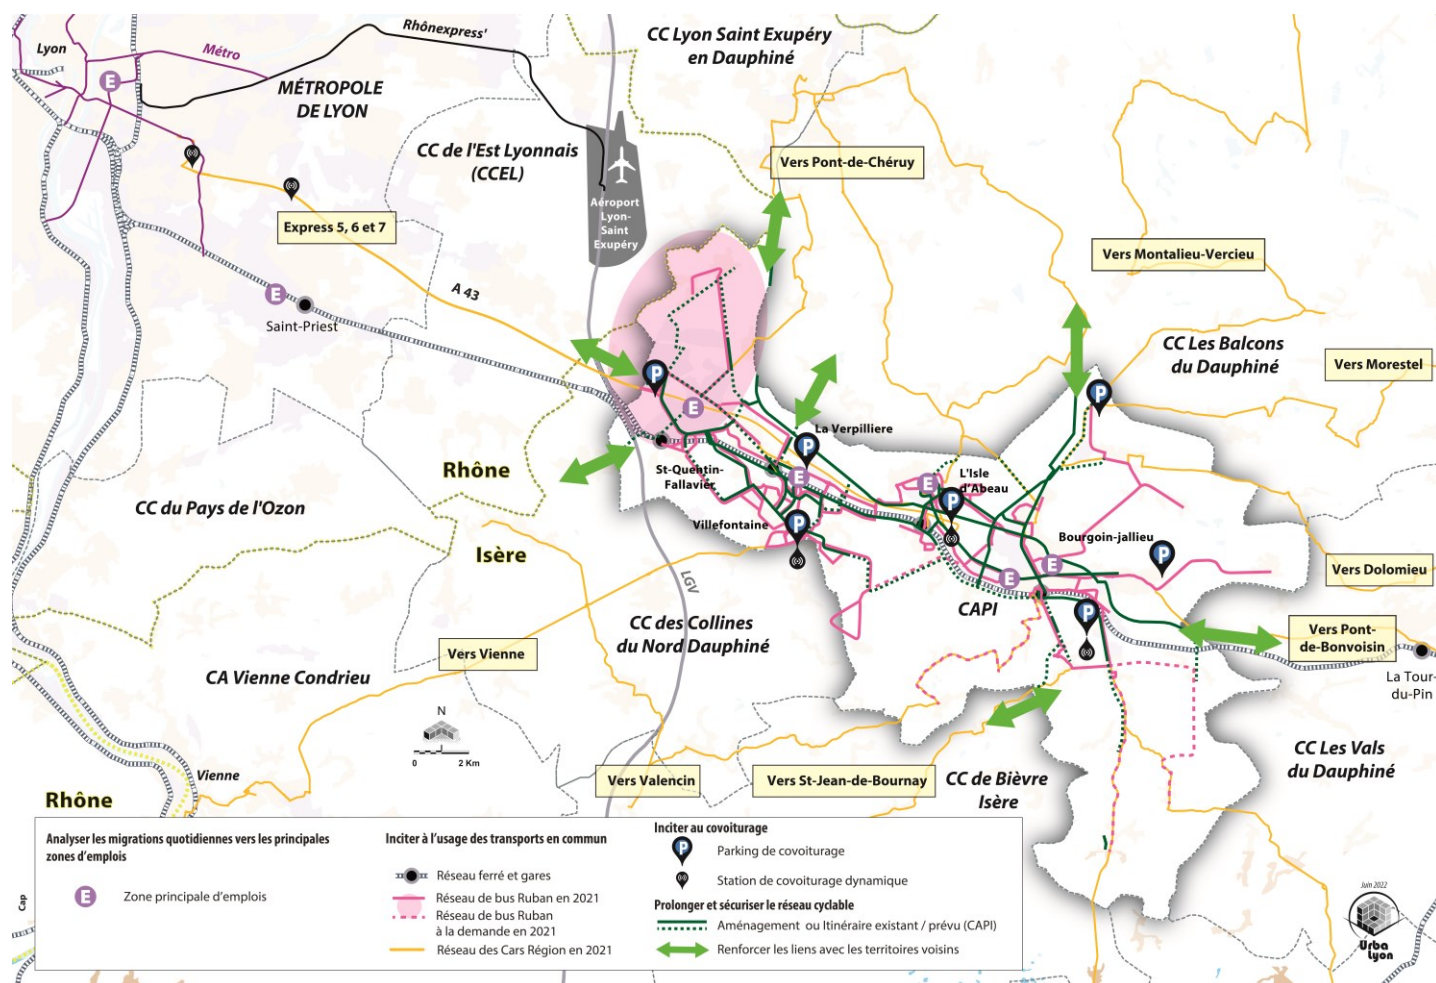 Lyon
Métro
Rhônexpress'
CC Lyon Saint Exupéry
en Dauphiné
E
MÉTROPOLE
DE LYON
CC de l'Est Lyonnais
(CCEL)
Vers Pont-de-Chéruy
Aéroport
Lyon-
Saint
Exupéry
Express 5, 6 et 7
Vers Montalieu-Vercieu
A 43
E
Saint-Priest
CC Les Balcons
du Dauphiné
Vers Morestel
P
P
E
La Verpilliere
P
Rhône
St-Quentin-
Fallavier
E
E
L'Isle
d'Abeau
P
CC du Pays de l'Ozon
Villefontaine
P
Isère
Bourgoin-jallieu
P
E
E
Vers Dolomieu
LGV
CAPI
P
CC des Collines
du Nord Dauphiné
Vers Pont-
de-Bonvoisin
Vers Vienne
CA Vienne Condrieu
La Tour-
du-Pin
N
0 2 Km
CC Les Vals
du Dauphiné
Vienne
Vers Valencin
Vers St-Jean-de-Bournay
CC de Bièvre
Isère
Rhône
Analyser les migrations quotidiennes vers les principales
zones d'emplois
E
Zone principale d'emplois
Inciter à l'usage des transports en commun
Réseau ferré et gares
Réseau de bus Ruban en 2021
Réseau de bus Ruban
à la demande en 2021
Réseau des Cars Région en 2021
Inciter au covoiturage
P
Parking de covoiturage
Station de covoiturage dynamique
Prolonger et sécuriser le réseau cyclable
Aménagement ou Itinéraire existant / prévu (CAPI)
Renforcer les liens avec les territoires voisins
Cap
Juin 2022
Urba
Lyon